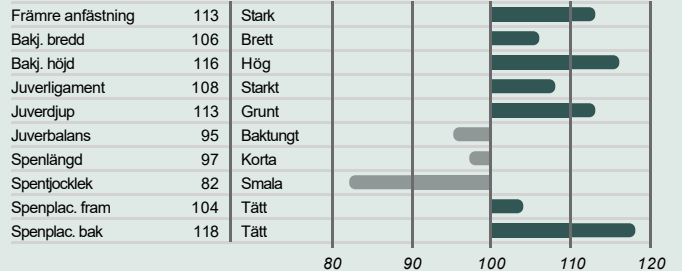 Främre anfästning 113 Stark
Bakj. bredd 106 Brett
Bakj. höjd 116 Hög
Juverligament 108 Starkt
Juverdjup 113 Grunt
Juverbalans 95 Baktungt
Spenlängd 97 Korta
Spentjocklek 82 Smala
Spenplac. fram 104 Tätt
Spenplac. bak 118 Tätt
80 90 100 110 120